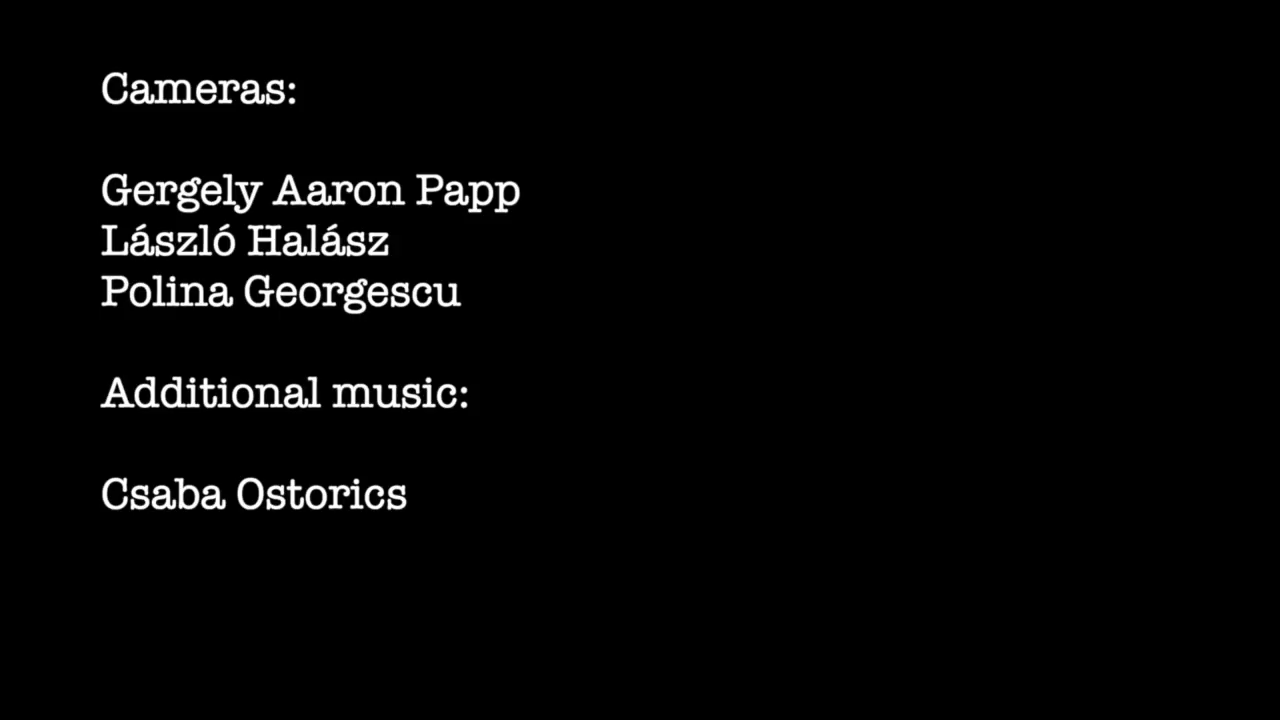 Cameras:
Gergely Aaron Papp
László Halász
Polina Georgescu
Additional music:
Csaba Ostorics